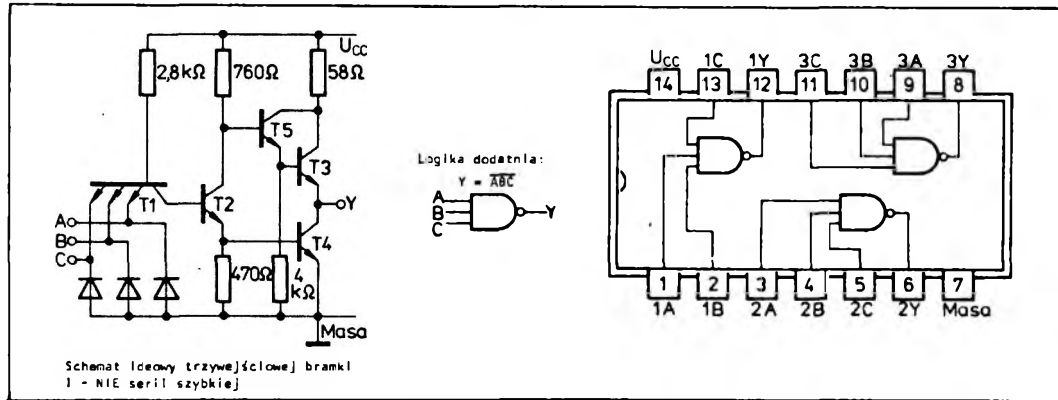 UCC
2,8kΩ
760Ω
58Ω
T5
T3
T1
T2
Y
A
B
C
T4
470Ω
4
kΩ
Masa
Schemat ideowy trzywejściowej bramki
I - NIE serii szybkiej
Logika dodatnia:
Y = ABC
A
B
C
Y
UCC 1C 1Y 3C 3B 3A 3Y
14 13 12 11 10 9 8
1 2 3 4 5 6 7
1A 1B 2A 2B 2C 2Y Masa